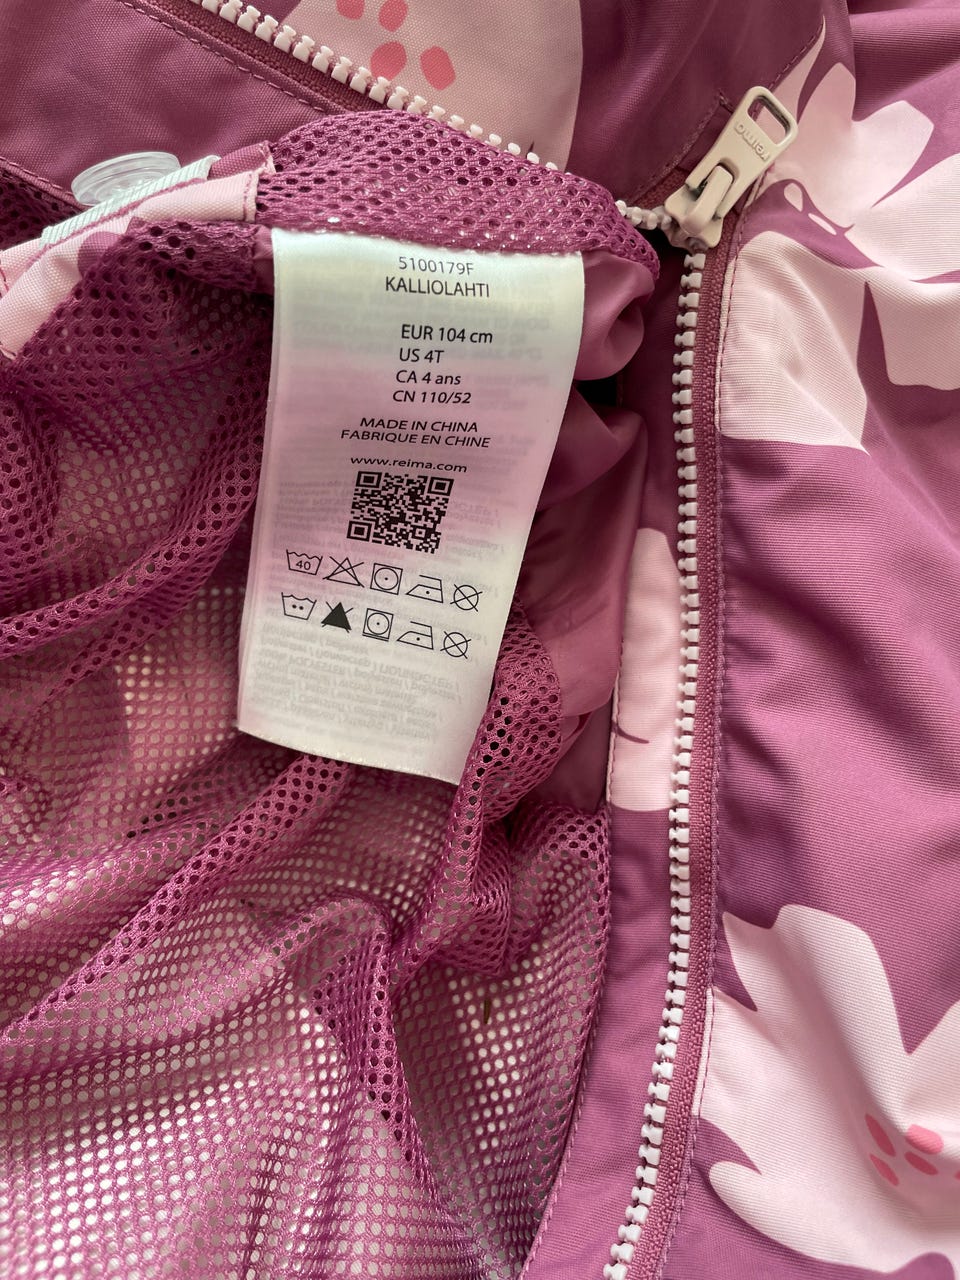 reima
5100179F
KALLIOLAHTI
EUR 104 cm
US 4T
CA 4 ans
CN 110/52
MADE IN CHINA
FABRIQUE EN CHINE
www.reima.com
40